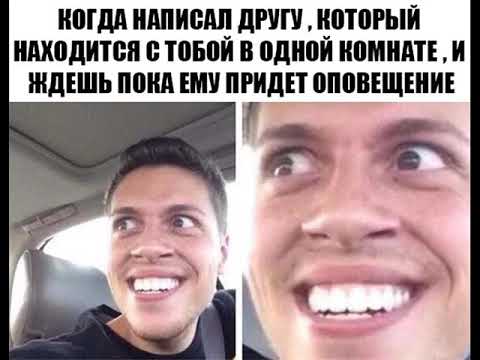 КОГДА НАПИСАЛ ДРУГУ , КОТОРЫЙ
НАХОДИТСЯ С ТОБОЙ В ОДНОЙ КОМНАТЕ , И
ЖДЕШЬ ПОКА ЕМУ ПРИДЕТ ОПОВЕЩЕНИЕ